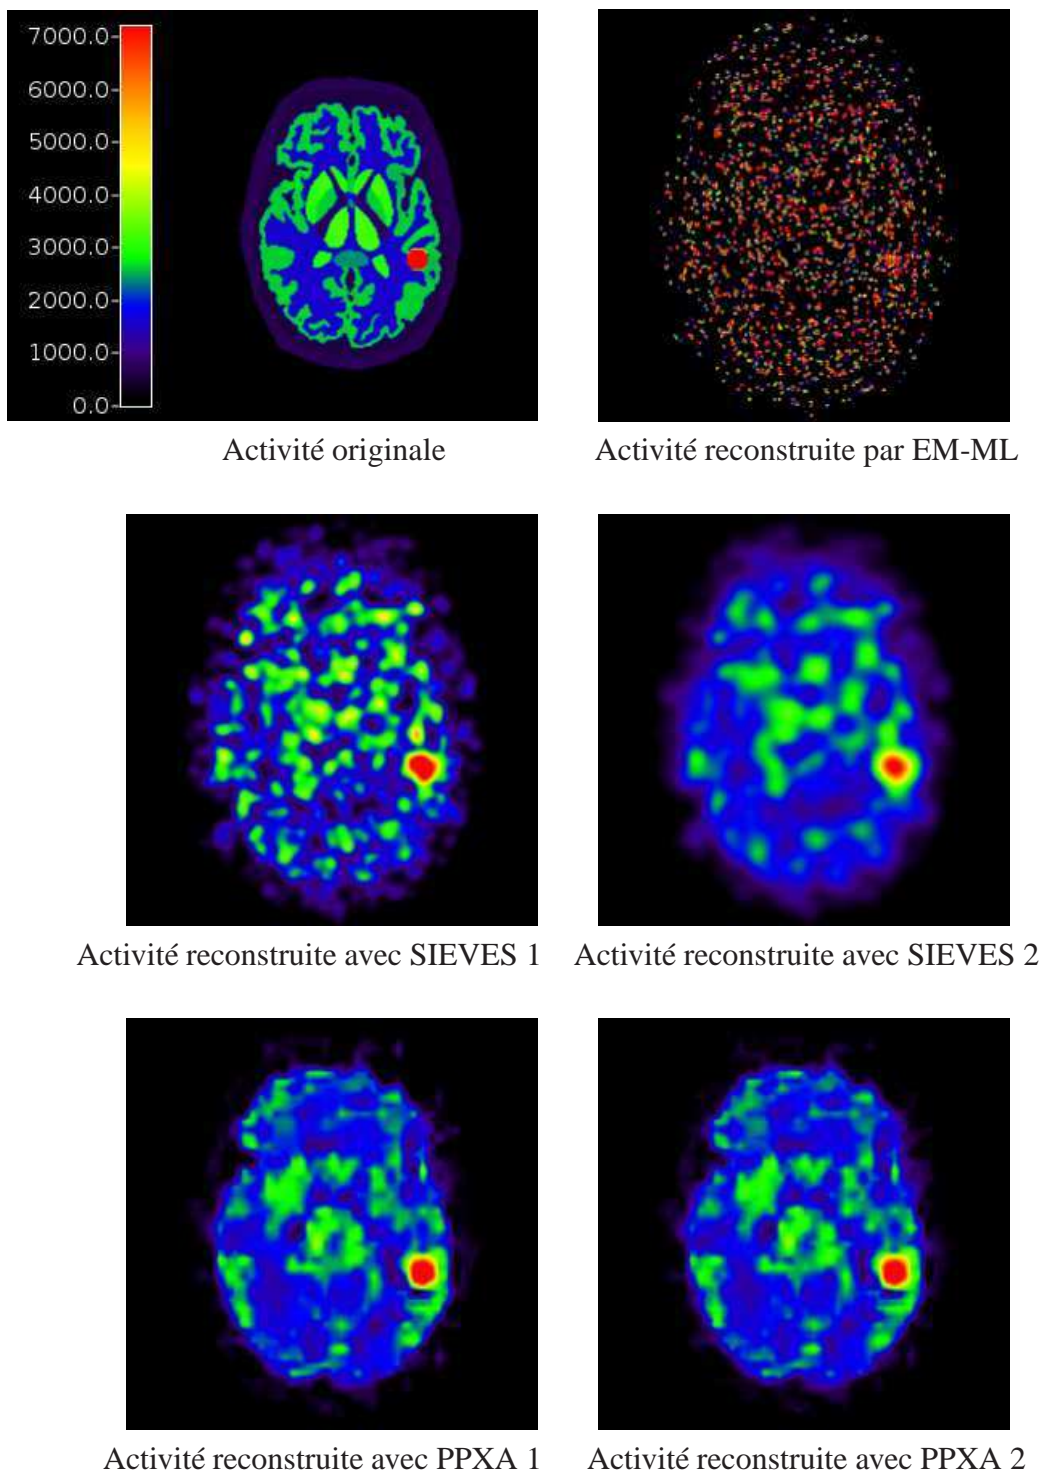 7000.0
6000.0
5000.0
4000.0
3000.0
2000.0
1000.0
0.0
Activité originale
Activité reconstruite par EM-ML
Activité reconstruite avec SIEVES 1
Activité reconstruite avec SIEVES 2
Activité reconstruite avec PPXA 1
Activité reconstruite avec PPXA 2